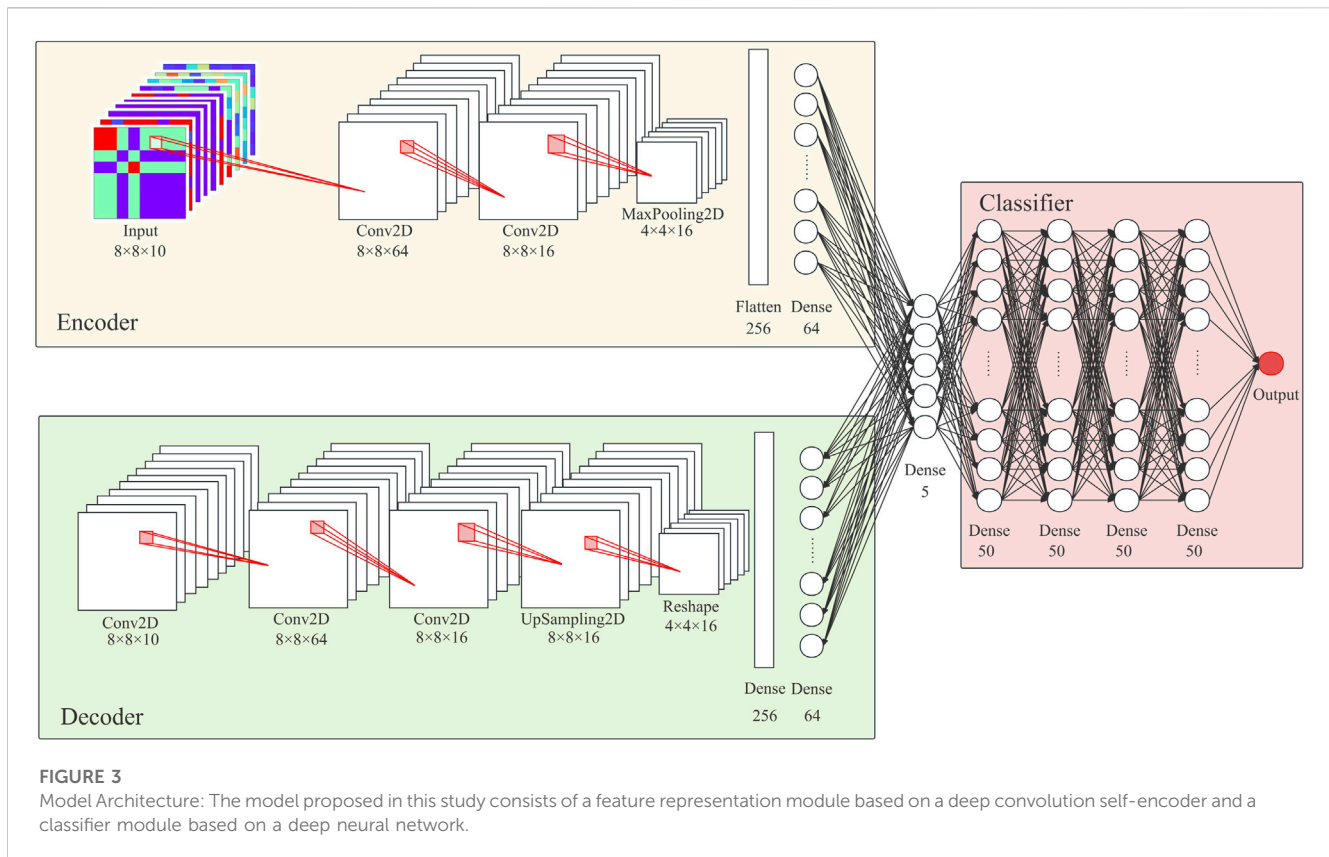 Input
8×8×10
Conv2D
8×8×64
Conv2D
8×8×16
MaxPooling2D
4×4×16
Flatten
256
Dense
64
Encoder
Dense
5
Classifier
Dense
50
Dense
50
Dense
50
Dense
50
Output
Conv2D
8×8×10
Conv2D
8×8×64
Conv2D
8×8×16
UpSampling2D
8×8×16
Reshape
4×4×16
Dense
256
Dense
64
Decoder
FIGURE 3
Model Architecture: The model proposed in this study consists of a feature representation module based on a deep convolution self-encoder and a
classifier module based on a deep neural network.